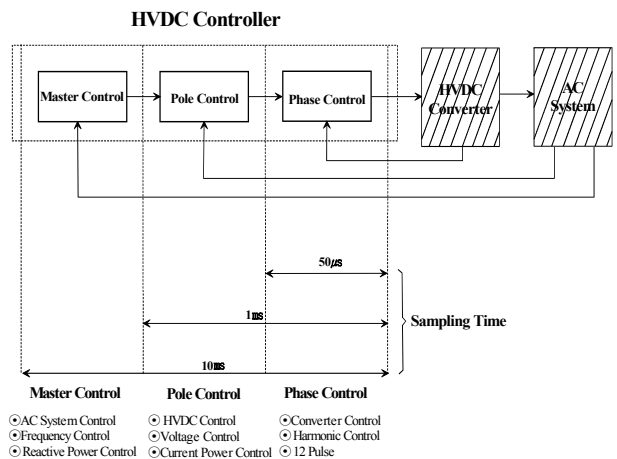 HVDC Controller
Master Control
Pole Control
Phase Control
HVDC
Converter
AC
System
50㎲
1㎳
Sampling Time
10㎳
Master Control
Pole Control
Phase Control
⊙AC System Control
⊙Frequency Control
⊙Reactive Power Control
⊙ HVDC Control
⊙Voltage Control
⊙Current Power Control
⊙Converter Control
⊙ Harmonic Control
⊙ 12 Pulse